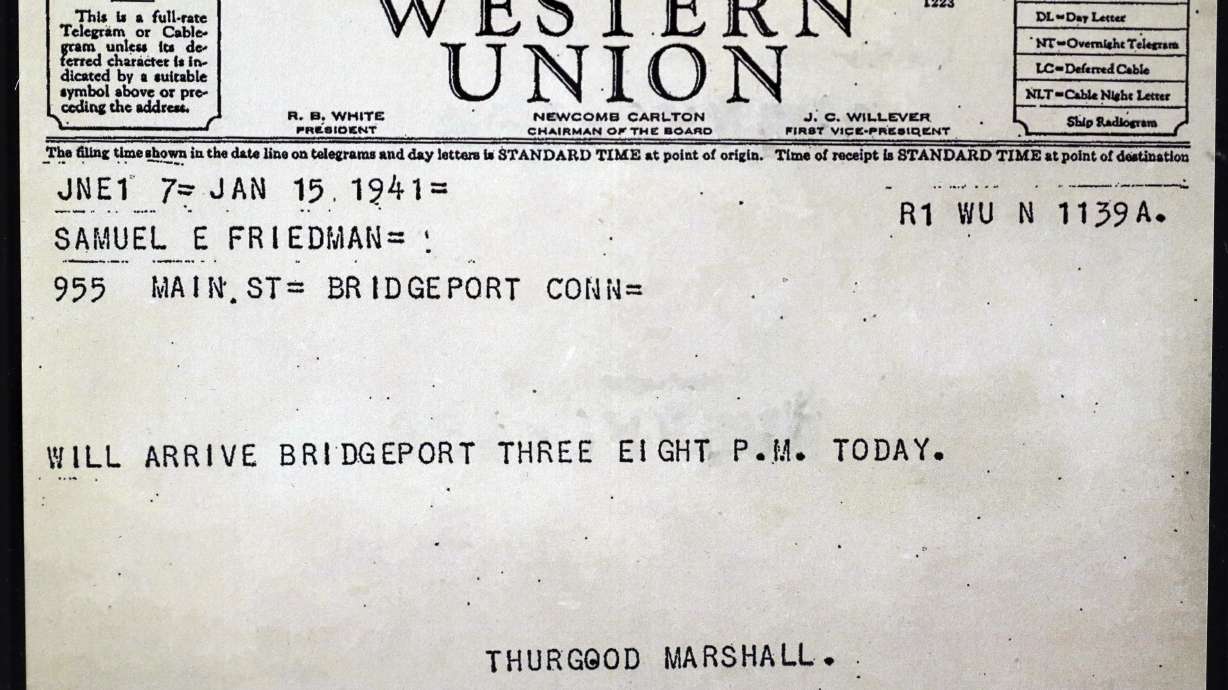 This is a full-rate
Telegram or Cable-
gram unless its de-
ferred character is in-
dicated by a suitable
symbol above or pre-
ceding the address.
WESTERN
UNION
1223
DL=Day Letter
NT=Overnight Telegram
LC=Deferred Cable
NLT=Cable Night Letter
Ship Radiogram
R. B. WHITE
PRESIDENT
NEWCOMB CARLTON
CHAIRMAN OF THE BOARD
J. C. WILLEVER
FIRST VICE-PRESIDENT
The filing time shown in the date line on telegrams and day letters is STANDARD TIME at point of origin. Time of receipt is STANDARD TIME at point of destination
JNE1 7= JAN 15 1941=
R1 WU N 1139A.
SAMUEL E FRIEDMAN=
955 MAIN ST= BRIDGEPORT CONN=
WILL ARRIVE BRIDGEPORT THREE EIGHT P.M. TODAY.
THURGOOD MARSHALL.